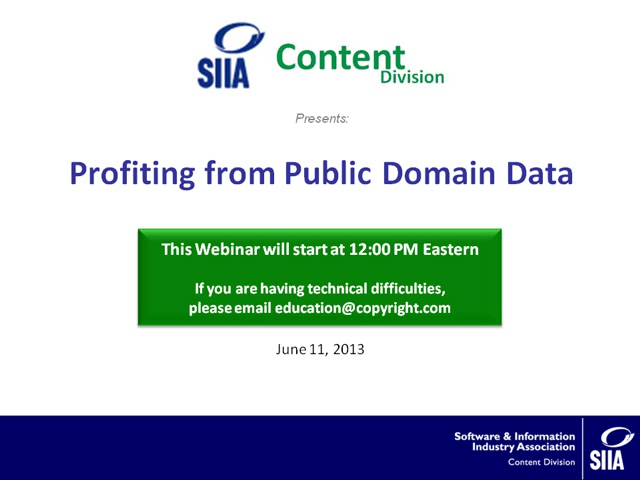 SIIA Content
Division
Presents:
Profiting from Public Domain Data
This Webinar will start at 12:00 PM Eastern
If you are having technical difficulties,
please email education@copyright.com
June 11, 2013
Software & Information
Industry Association
Content Division
SIIA